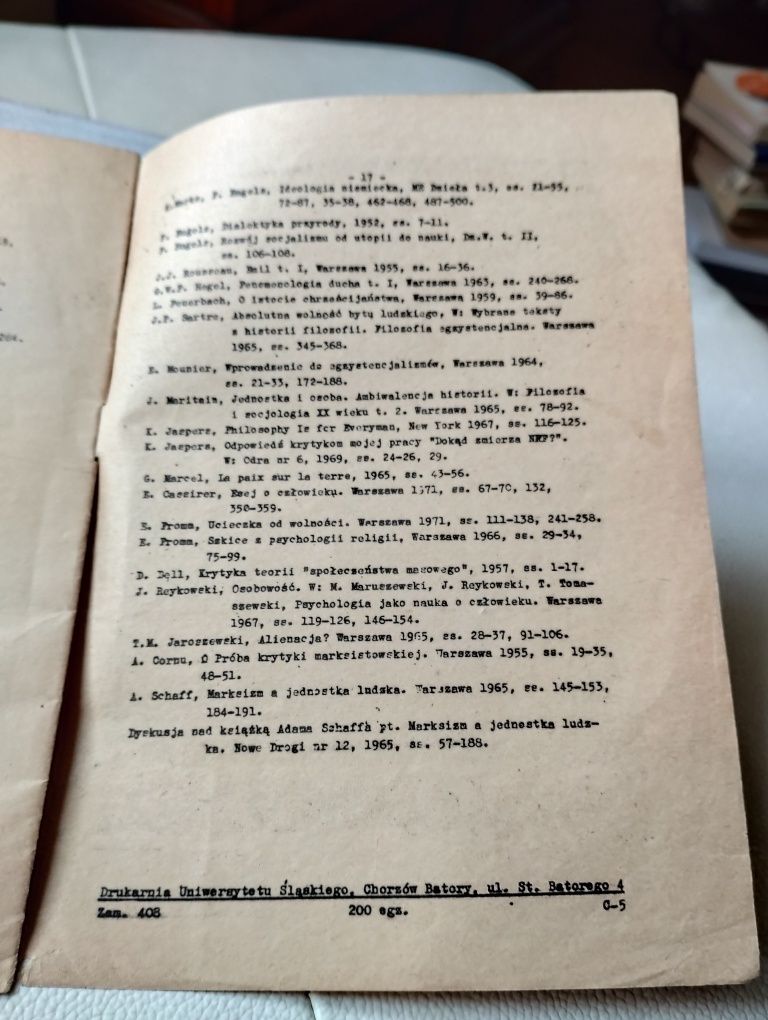 - 17 -
F. Engels, Ideologia niemiecka, ME Dzieła t.3, ss. 21-55,
72-87, 35-38, 462-468, 487-500.
F. Engels, Dialektyka przyrody, 1952, ss. 7-11.
F. Engels, Rozwój socjalizmu od utopii do nauki, Dz.W. t. II,
ss. 106-108.
J.J. Rousseau, Emil t. I, Warszawa 1955, ss. 16-36.
G.W.F. Hegel, Fenomenologia ducha t. I, Warszawa 1963, ss. 240-268.
L. Feuerbach, O istocie chrześcijaństwa, Warszawa 1959, ss. 39-86.
J.P. Sartre, Absolutna wolność bytu ludzkiego, W: Wybrane teksty
z historii filozofii. Filozofia egzystencjalna. Warszawa
1965, ss. 345-368.
E. Mounier, Wprowadzenie do egzystencjalizmów, Warszawa 1964,
ss. 21-33, 172-188.
J. Maritain, Jednostka i osoba. Ambiwalencja historii. W: Filozofia
i socjologia XX wieku t. 2. Warszawa 1965, ss. 78-92.
K. Jaspers, Philosophy Is for Everyman, New York 1967, ss. 116-125.
K. Jaspers, Odpowiedź krytykom mojej pracy "Dokąd zmierza NRF?".
W: Odra nr 6, 1969, ss. 24-26, 29.
G. Marcel, La paix sur la terre, 1965, ss. 43-56.
E. Cassirer, Esej o człowieku. Warszawa 1971, ss. 67-70, 132,
350-359.
E. Fromm, Ucieczka od wolności. Warszawa 1971, ss. 111-138, 241-258.
E. Fromm, Szkice z psychologii religii, Warszawa 1966, ss. 29-34,
75-99.
D. Bell, Krytyka teorii "społeczeństwa masowego", 1957, ss. 1-17.
J. Reykowski, Osobowość. W: M. Maruszewski, J. Reykowski, T. Toma-
szewski, Psychologia jako nauka o człowieku. Warszawa
1967, ss. 119-126, 146-154.
T.M. Jaroszewski, Alienacja? Warszawa 1965, ss. 28-37, 91-106.
A. Cornu, O Próba krytyki marksistowskiej. Warszawa 1955, ss. 19-35,
48-51.
A. Schaff, Marksizm a jednostka ludzka. Warszawa 1965, ss. 145-153,
184-191.
Dyskusja nad książką Adama Schaffa pt. Marksizm a jednostka ludz-
ka. Nowe Drogi nr 12, 1965, ss. 57-188.
Drukarnia Uniwersytetu Śląskiego, Chorzów Batory, ul. St. Batorego 4
Zam. 408 200 egz. C-5